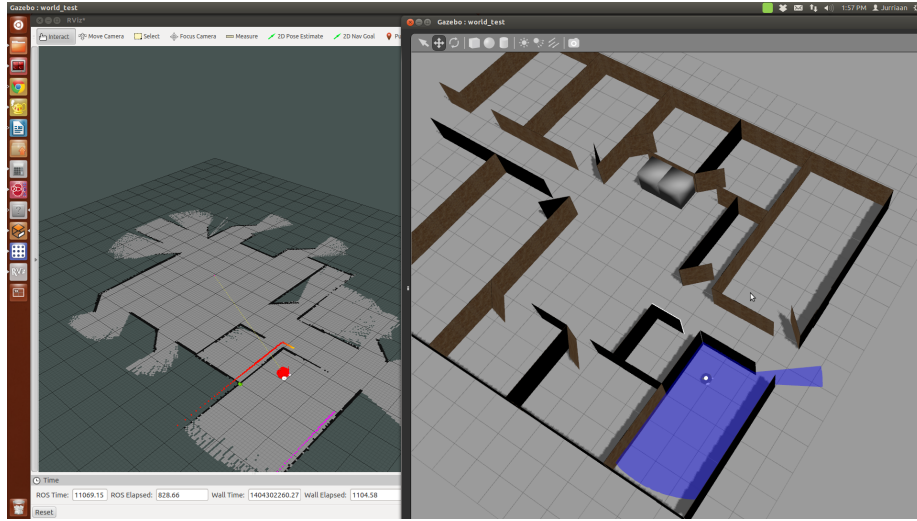 Gazebo : world_test
1:57 PM
Jurriaan
RViz*
Interact
Move Camera
Select
Focus Camera
Measure
2D Pose Estimate
2D Nav Goal
Gazebo : world_test
RViz
Time
ROS Time: 11069.15 ROS Elapsed: 828.66 Wall Time: 1404302260.27 Wall Elapsed: 1104.58
Reset